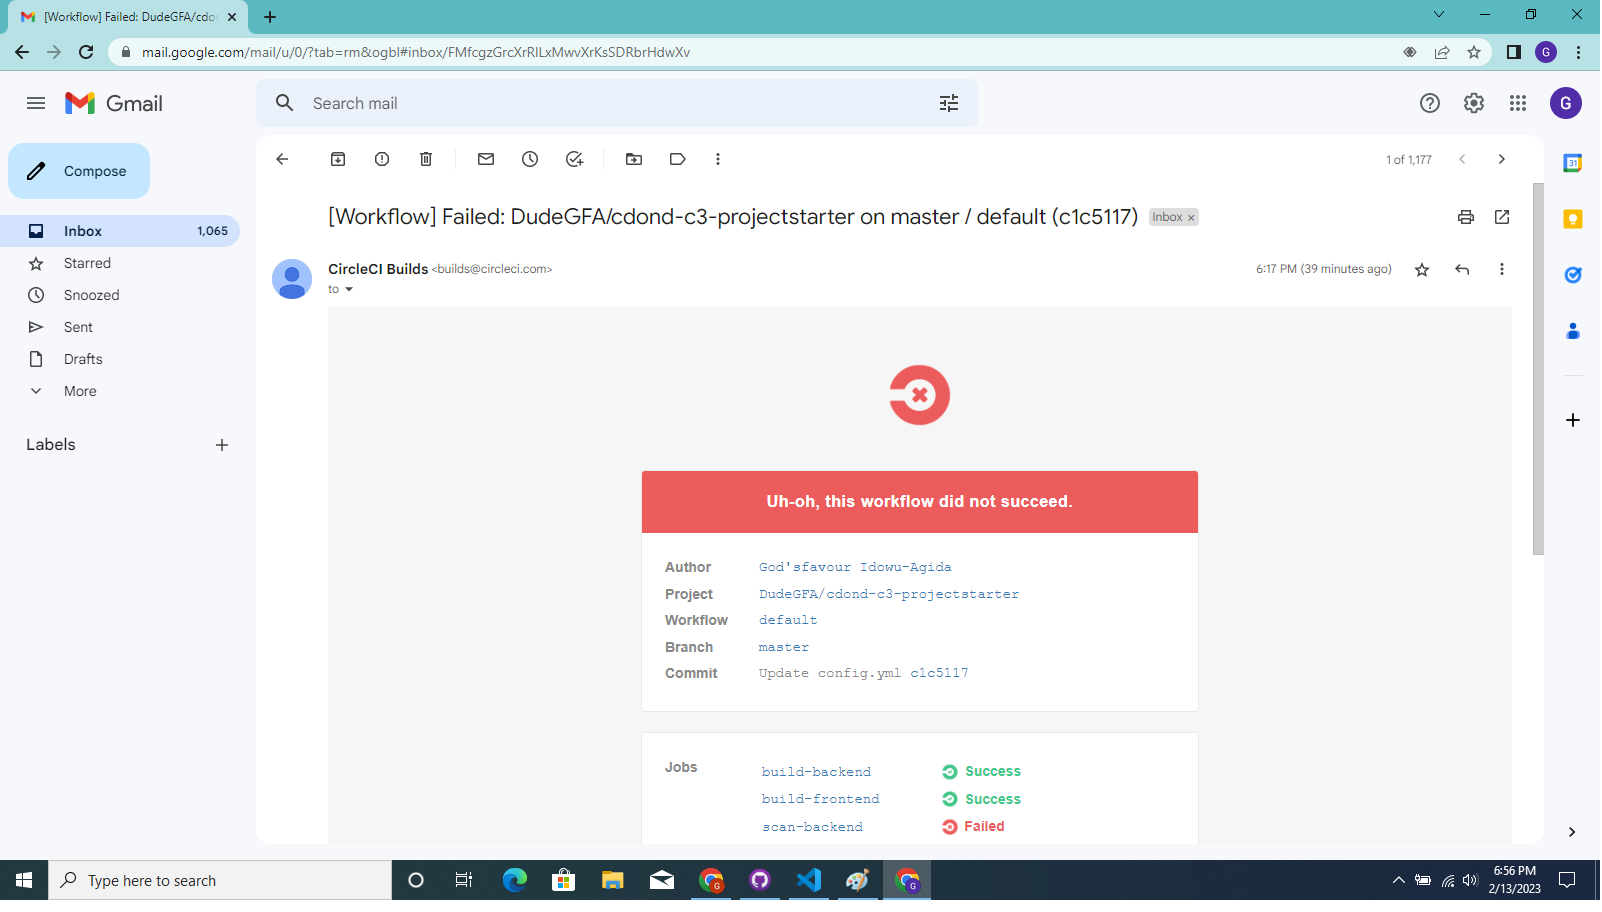 [Workflow] Failed: DudeGFA/cdon
mail.google.com/mail/u/0/?tab=rm&ogbl#inbox/FMfcgzGrcXrRlLxMwvXrKsSDRbrHdwXv
G
Gmail
Search mail
G
Compose
1 of 1,177
31
[Workflow] Failed: DudeGFA/cdond-c3-projectstarter on master / default (c1c5117)
Inbox ×
Inbox 1,065
Starred
Snoozed
Sent
Drafts
More
Labels
CircleCI Builds <builds@circleci.com>
6:17 PM (39 minutes ago)
to
Uh-oh, this workflow did not succeed.
Author God'sfavour Idowu-Agida
Project DudeGFA/cdond-c3-projectstarter
Workflow default
Branch master
Commit Update config.yml c1c5117
Jobs
build-backend Success
build-frontend Success
scan-backend Failed
Type here to search
G
G
6:56 PM
2/13/2023